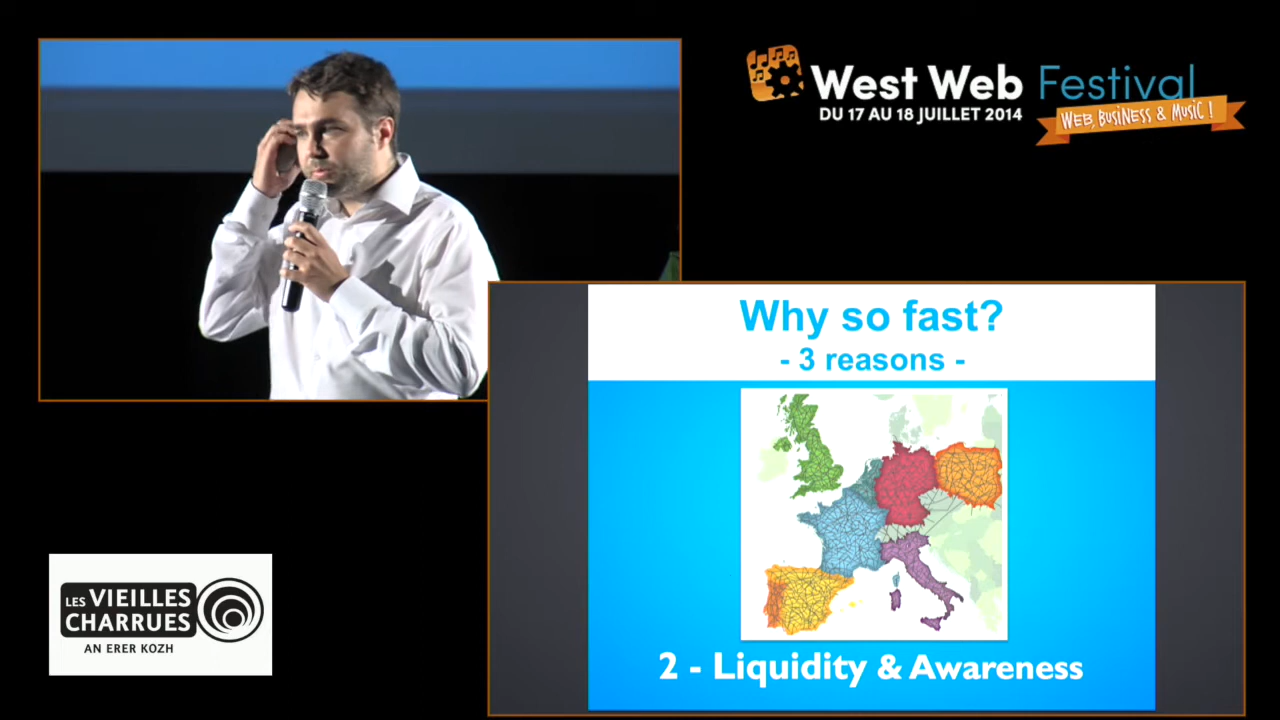 West Web Festival
DU 17 AU 18 JUILLET 2014
WEB, BUSINESS & MUSIC !
Why so fast?
- 3 reasons -
2 - Liquidity & Awareness
LES VIEILLES
CHARRUES
AN ERER KOZH